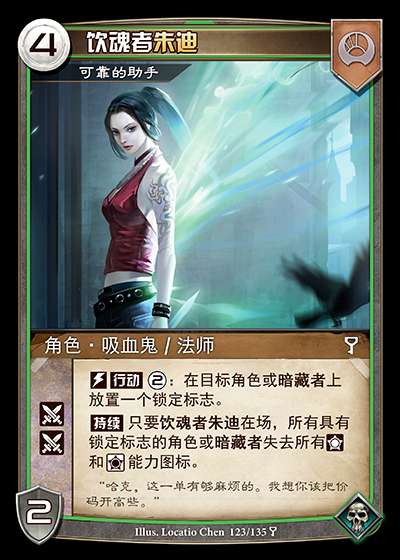 4
饮魂者朱迪
可靠的助手
角色·吸血鬼 / 法师
行动 2：在目标角色或暗藏者上
放置一个锁定标志。
持续 只要饮魂者朱迪在场，所有具有
锁定标志的角色或暗藏者失去所有
和 能力图标。
“哈克，这一单有够麻烦的。我想你该把价
码开高些。”
2
Illus. Locatio Chen 123/135